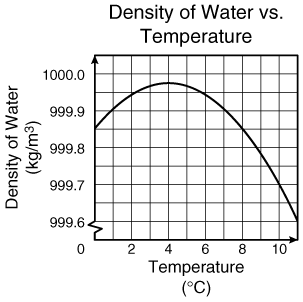 Density of Water vs.
Temperature
Density of Water
(kg/m³)
1000.0
999.9
999.8
999.7
999.6
0 2 4 6 8 10
Temperature
(°C)